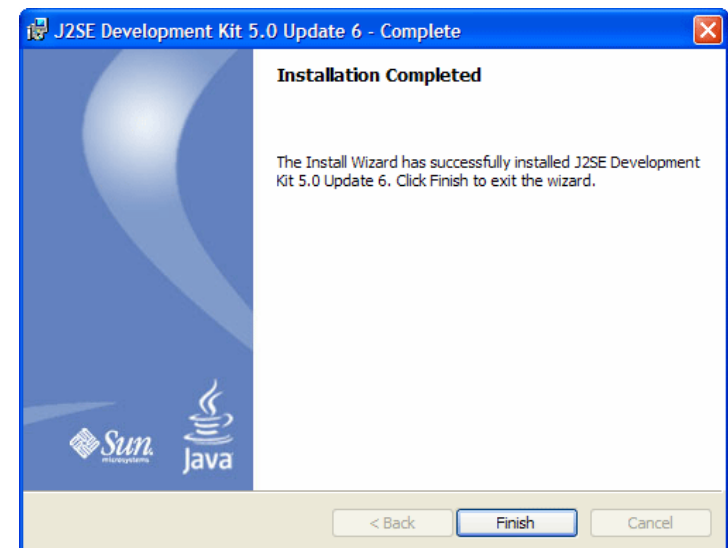 J2SE Development Kit 5.0 Update 6 - Complete
Installation Completed
The Install Wizard has successfully installed J2SE Development
Kit 5.0 Update 6. Click Finish to exit the wizard.
Sun
microsystems
Java
< Back
Finish
Cancel